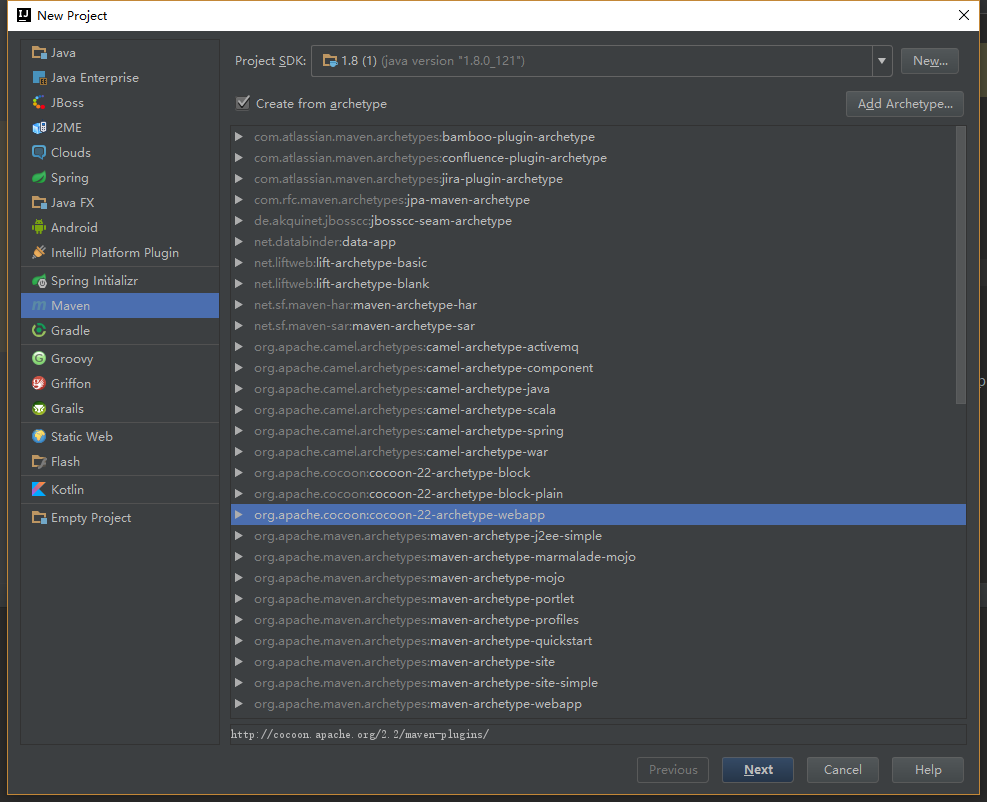 New Project
Java
Java Enterprise
JBoss
J2ME
Clouds
Spring
Java FX
Android
IntelliJ Platform Plugin
Spring Initializr
Maven
Gradle
Groovy
Griffon
Grails
Static Web
Flash
Kotlin
Empty Project
Project SDK: 1.8 (1) (java version "1.8.0_121") New...
Create from archetype Add Archetype...
com.atlassian.maven.archetypes:bamboo-plugin-archetype
com.atlassian.maven.archetypes:confluence-plugin-archetype
com.atlassian.maven.archetypes:jira-plugin-archetype
com.rfc.maven.archetypes:jpa-maven-archetype
de.akquinet.jbosscc:jbosscc-seam-archetype
net.databinder:data-app
net.liftweb:lift-archetype-basic
net.liftweb:lift-archetype-blank
net.sf.maven-har:maven-archetype-har
net.sf.maven-sar:maven-archetype-sar
org.apache.camel.archetypes:camel-archetype-activemq
org.apache.camel.archetypes:camel-archetype-component
org.apache.camel.archetypes:camel-archetype-java
org.apache.camel.archetypes:camel-archetype-scala
org.apache.camel.archetypes:camel-archetype-spring
org.apache.camel.archetypes:camel-archetype-war
org.apache.cocoon:cocoon-22-archetype-block
org.apache.cocoon:cocoon-22-archetype-block-plain
org.apache.cocoon:cocoon-22-archetype-webapp
org.apache.maven.archetypes:maven-archetype-j2ee-simple
org.apache.maven.archetypes:maven-archetype-marmalade-mojo
org.apache.maven.archetypes:maven-archetype-mojo
org.apache.maven.archetypes:maven-archetype-portlet
org.apache.maven.archetypes:maven-archetype-profiles
org.apache.maven.archetypes:maven-archetype-quickstart
org.apache.maven.archetypes:maven-archetype-site
org.apache.maven.archetypes:maven-archetype-site-simple
org.apache.maven.archetypes:maven-archetype-webapp
http://cocoon.apache.org/2.2/maven-plugins/
Previous Next Cancel Help